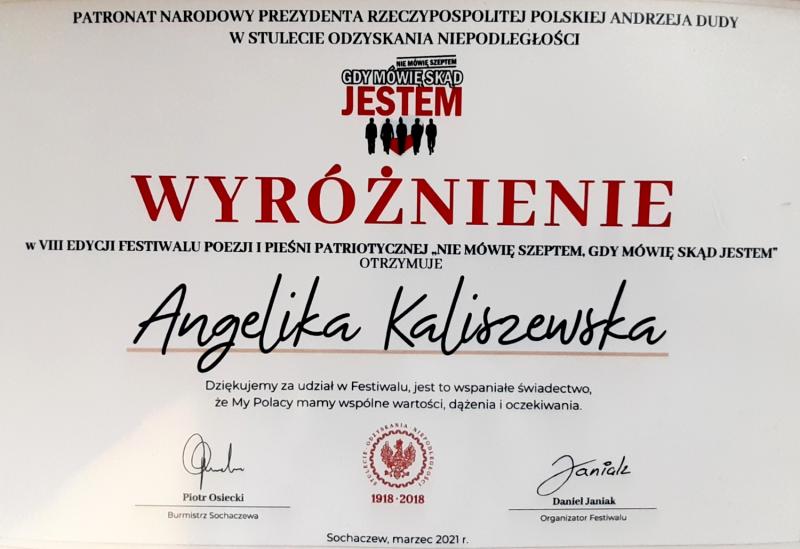 PATRONAT NARODOWY PREZYDENTA RZECZYPOSPOLITEJ POLSKIEJ ANDRZEJA DUDY
W STULECIE ODZYSKANIA NIEPODLEGŁOŚCI
NIE MÓWIĘ SZEPTEM
GDY MÓWIĘ SKĄD
JESTEM
WYRÓŻNIENIE
w VIII EDYCJI FESTIWALU POEZJI I PIEŚNI PATRIOTYCZNEJ „NIE MÓWIĘ SZEPTEM, GDY MÓWIĘ SKĄD JESTEM”
OTRZYMUJE
Angelika Kaliszewska
Dziękujemy za udział w Festiwalu, jest to wspaniałe świadectwo,
że My Polacy mamy wspólne wartości, dążenia i oczekiwania.
STULECIE ODZYSKANIA NIEPODLEGŁOŚCI
1918·2018
Piotr Osiecki
Burmistrz Sochaczewa
Janiak
Daniel Janiak
Organizator Festiwalu
Sochaczew, marzec 2021 r.